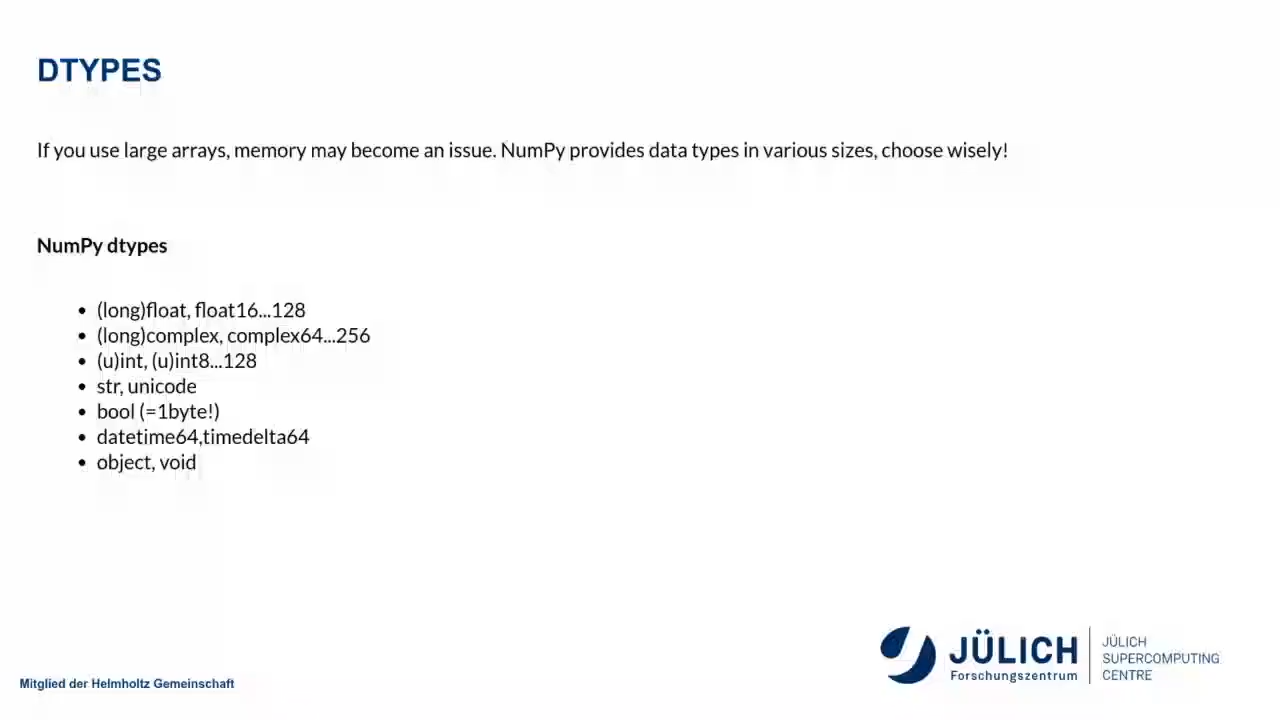 DTYPES
If you use large arrays, memory may become an issue. NumPy provides data types in various sizes, choose wisely!
NumPy dtypes
• (long)float, float16...128
• (long)complex, complex64...256
• (u)int, (u)int8...128
• str, unicode
• bool (=1byte!)
• datetime64,timedelta64
• object, void
JÜLICH
Forschungszentrum
JÜLICH
SUPERCOMPUTING
CENTRE
Mitglied der Helmholtz Gemeinschaft